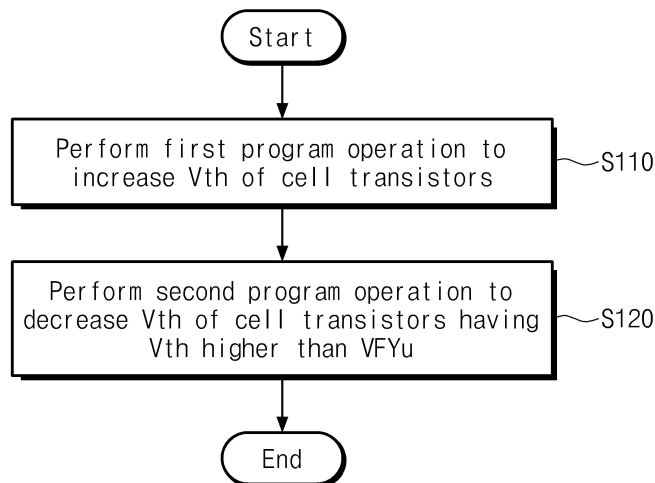 Start
Perform first program operation to
increase Vth of cell transistors
S110
Perform second program operation to
decrease Vth of cell transistors having
Vth higher than VFYu
S120
End